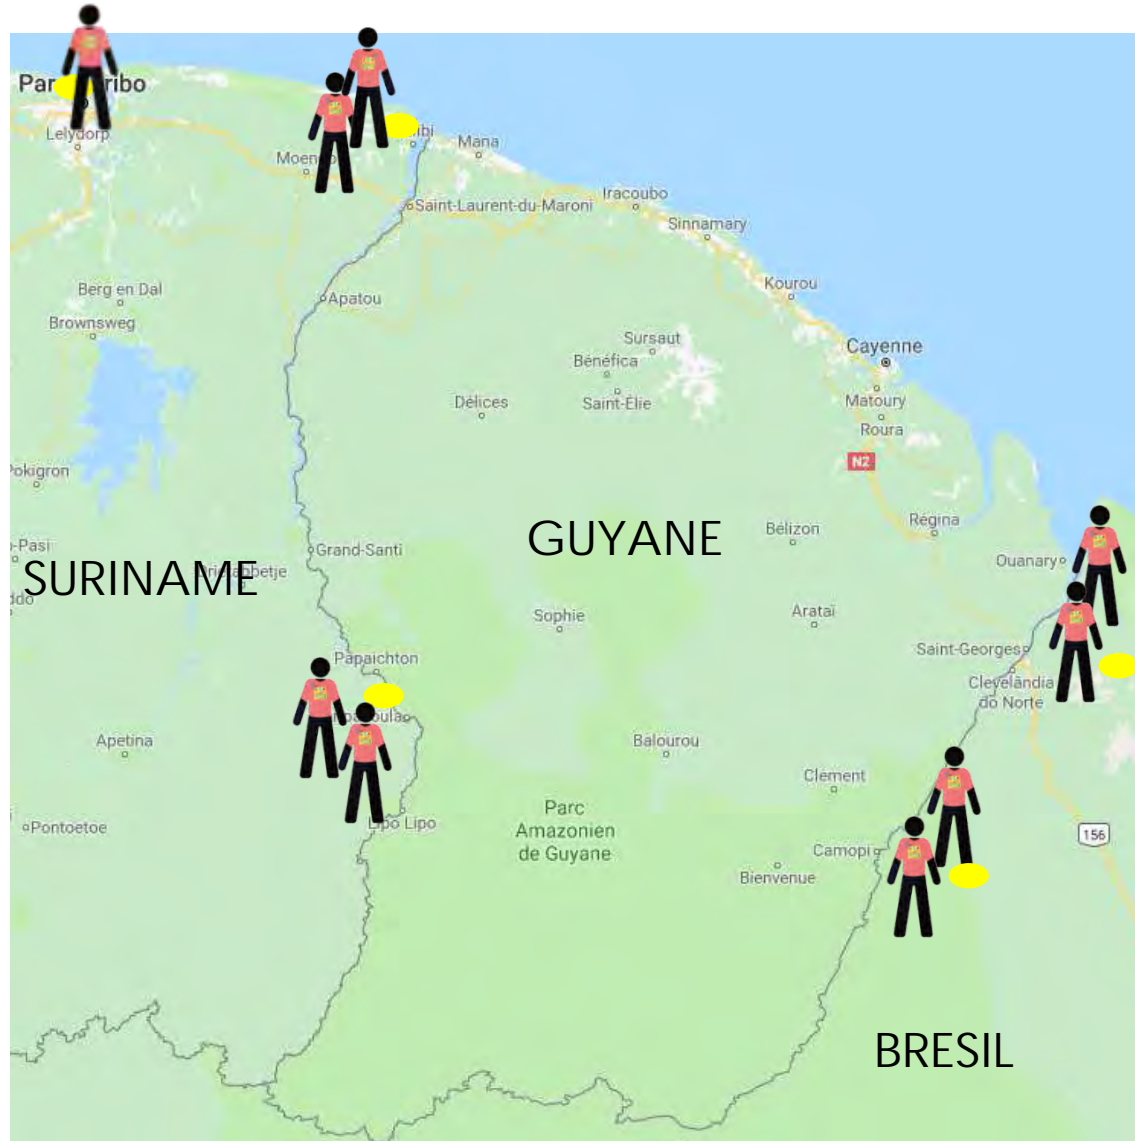 Lelydorp
Mana
Iracoubo
Saint-Laurent-du-Maroni
Sinnamary
Berg en Dal
Apatou
Kourou
Brownsweg
Sursaut
Cayenne
Bénéfica
Saint-Élie
Délices
Matoury
Roura
N2
GUYANE
Bélizon
Régina
Grand-Santi
Ouanary
SURINAME
Sophie
Arataï
Papaichton
Saint-Georges
Clevelândia
do Norte
Apetina
Balourou
Clément
Parc
Amazonien
de Guyane
Pontoetoe
Lipo Lipo
Camopi
156
Bienvenue
BRESIL